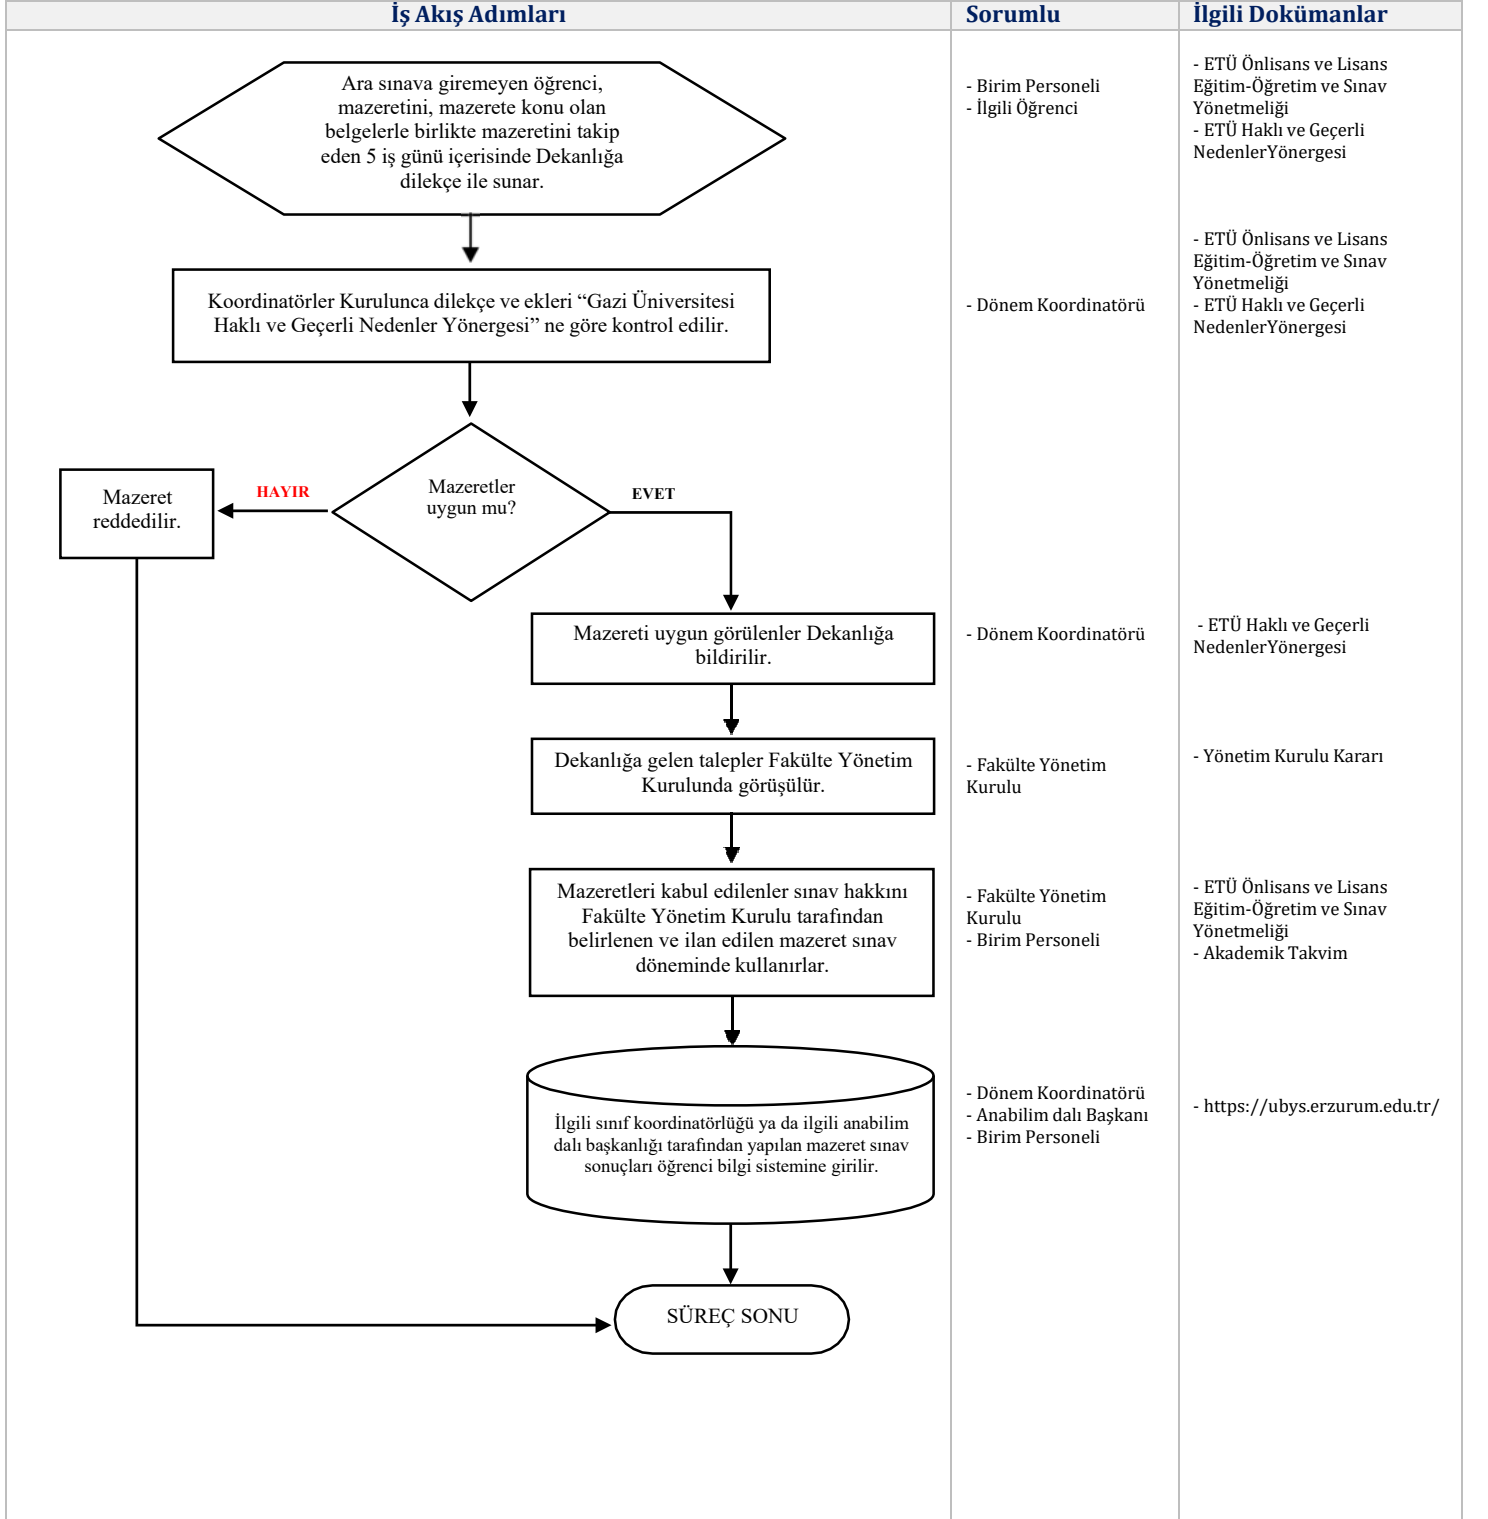 İş Akış Adımları
Sorumlu
İlgili Dokümanlar
Ara sınava giremeyen öğrenci,
mazeretini, mazerete konu olan
belgelerle birlikte mazeretini takip
eden 5 iş günü içerisinde Dekanlığa
dilekçe ile sunar.
- Birim Personeli
- İlgili Öğrenci
- ETÜ Önlisans ve Lisans
Eğitim-Öğretim ve Sınav
Yönetmeliği
- ETÜ Haklı ve Geçerli
NedenlerYönergesi
Koordinatörler Kurulunca dilekçe ve ekleri “Gazi Üniversitesi
Haklı ve Geçerli Nedenler Yönergesi” ne göre kontrol edilir.
- Dönem Koordinatörü
- ETÜ Önlisans ve Lisans
Eğitim-Öğretim ve Sınav
Yönetmeliği
- ETÜ Haklı ve Geçerli
NedenlerYönergesi
Mazeretler
uygun mu?
HAYIR
EVET
Mazeret
reddedilir.
Mazereti uygun görülenler Dekanlığa
bildirilir.
- Dönem Koordinatörü
- ETÜ Haklı ve Geçerli
NedenlerYönergesi
Dekanlığa gelen talepler Fakülte Yönetim
Kurulunda görüşülür.
- Fakülte Yönetim
Kurulu
- Yönetim Kurulu Kararı
Mazeretleri kabul edilenler sınav hakkını
Fakülte Yönetim Kurulu tarafından
belirlenen ve ilan edilen mazeret sınav
döneminde kullanırlar.
- Fakülte Yönetim
Kurulu
- Birim Personeli
- ETÜ Önlisans ve Lisans
Eğitim-Öğretim ve Sınav
Yönetmeliği
- Akademik Takvim
İlgili sınıf koordinatörlüğü ya da ilgili anabilim
dalı başkanlığı tarafından yapılan mazeret sınav
sonuçları öğrenci bilgi sistemine girilir.
- Dönem Koordinatörü
- Anabilim dalı Başkanı
- Birim Personeli
- https://ubys.erzurum.edu.tr/
SÜREÇ SONU